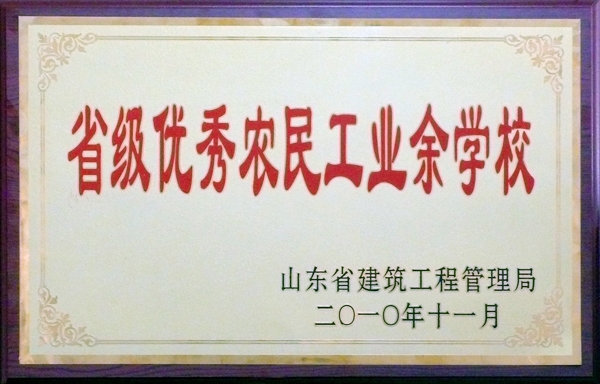 省级优秀农民工业余学校
山东省建筑工程管理局
二〇一〇年十一月